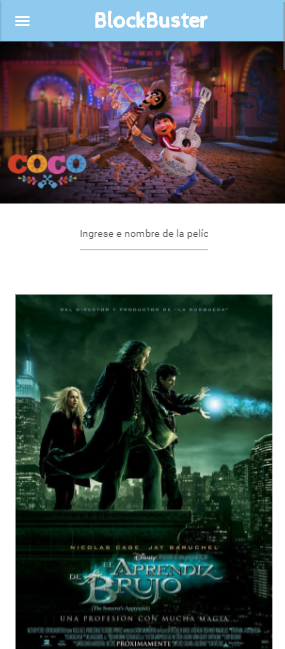 BlockBuster
COCO
Ingrese e nombre de la pelíc
DEL DIRECTOR Y PRODUCTOR DE "LA BÚSQUEDA"
NICOLAS CAGE JAY BARUCHEL
Disney
EL APRENDIZ
DE BRUJO
(The Sorcerer's Apprentice)
UNA PROFESIÓN CON MUCHA MAGIA
PRÓXIMAMENTE